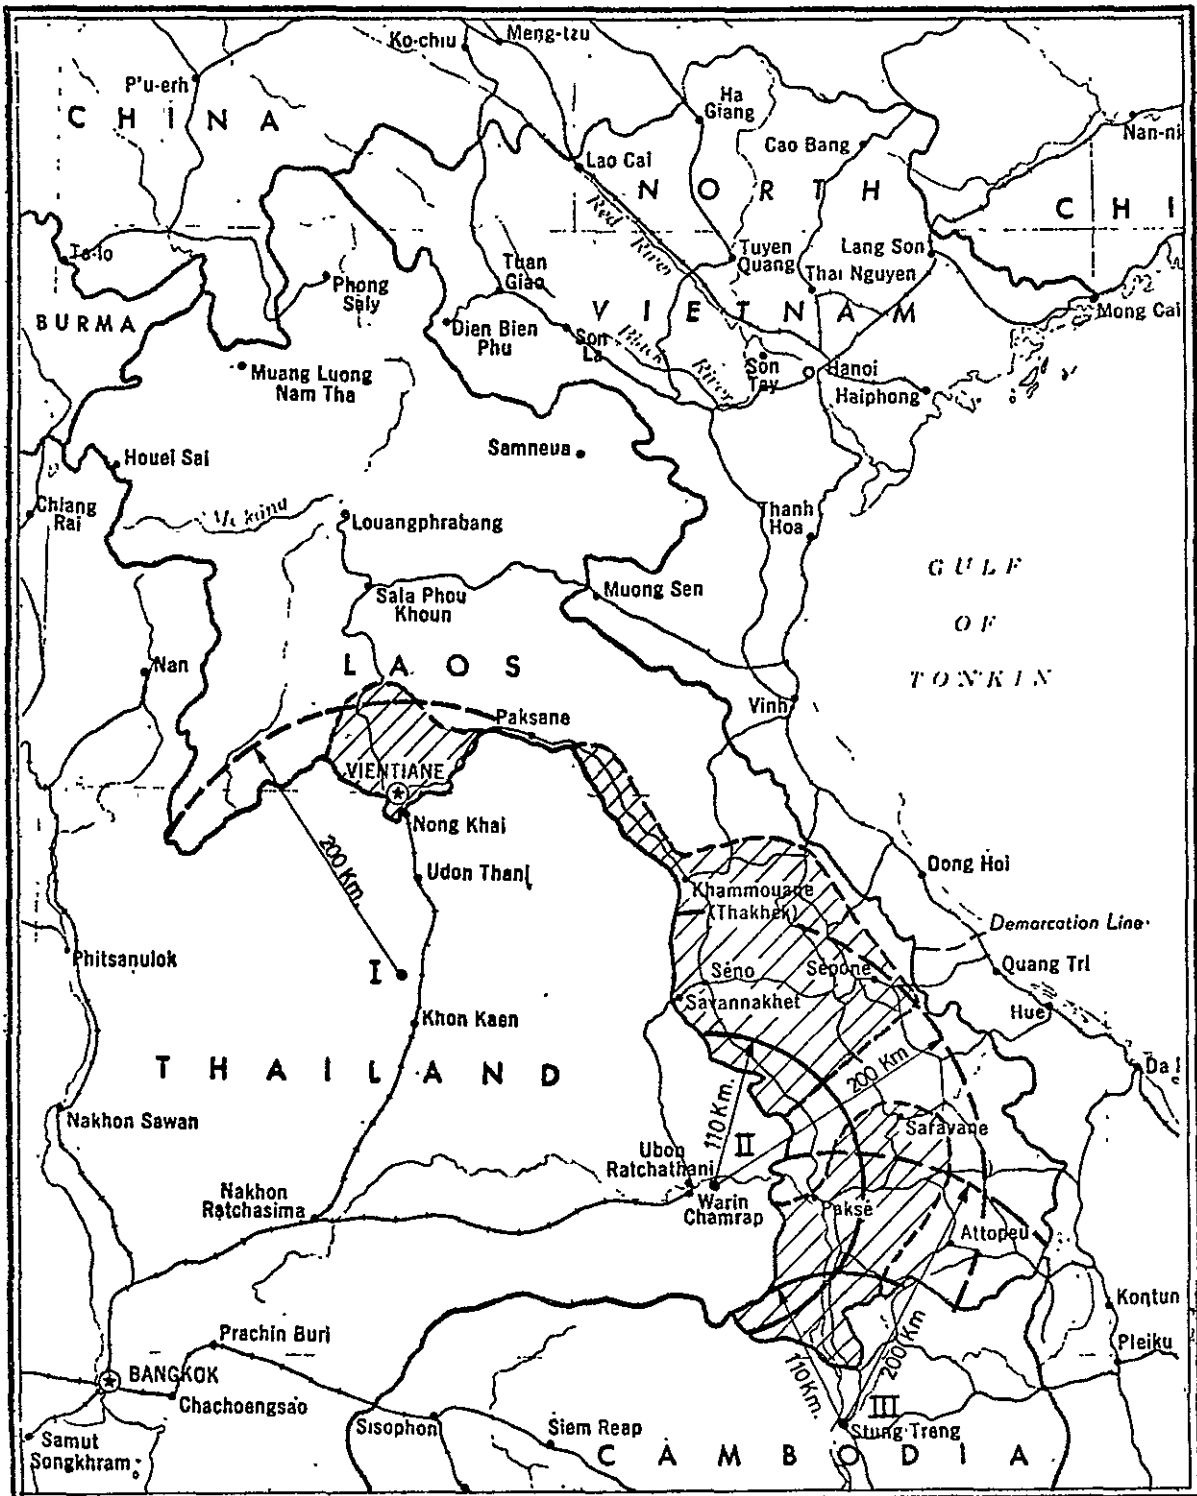 Ko-chiu
Meng-tzu
P'u-erh
CHINA
Ha
Giang
Cao Bang
Nan-ni
Lao Cai
NORTH
CHI
Red River
Ta-lo
Tuyen
Quang
Lang Son
Thai Nguyen
Tuan
Giao
Phong
Saly
VIETNAM
Mong Cai
BURMA
Dien Bien
Phu
Son
La
Black River
Son
Tay
Hanoi
Haiphong
Muang Luong
Nam Tha
Samneua
Houei Sai
Chiang
Rai
Louangphrabang
Thanh
Hoa
GULF
OF
TONKIN
Sala Phou
Khoun
Muong Sen
Nan
LAOS
Vinh
Paksane
VIENTIANE
Nong Khai
200 Km.
Udon Thani
Dong Hoi
Khammouane
(Thakhek)
Demarcation Line
Phitsanulok
I
Séno
Sépone
Quang Tri
Savannakhet
Hue
Khon Kaen
THAILAND
200 Km
Da
Nakhon Sawan
110 Km.
II
Saravane
Ubon
Ratchathani
Nakhon
Ratchasima
Warin
Chamrap
Paksé
Attopeu
Kontun
Prachin Buri
Pleiku
BANGKOK
Chachoengsao
110 Km.
200 Km
III
Stung Treng
Sisophon
Siem Reap
Samut
Songkhram
CAMBODIA